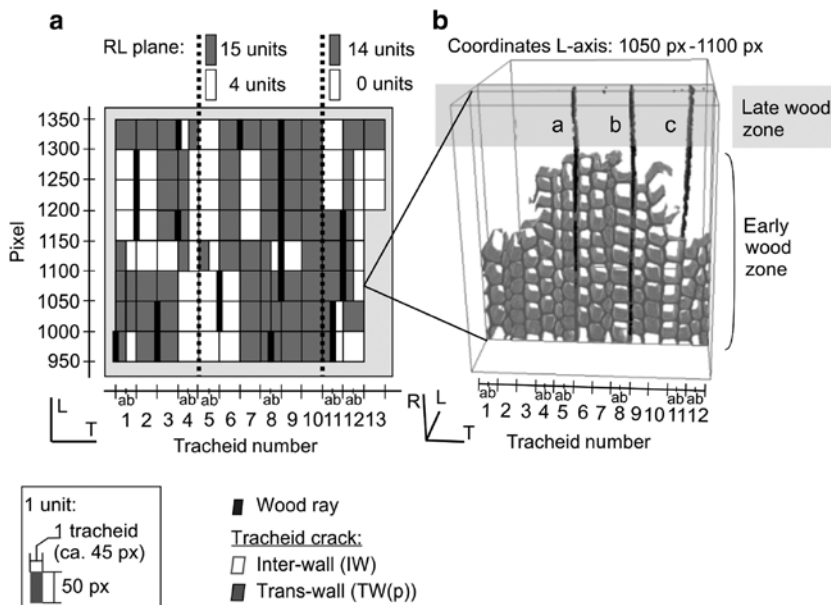 a
RL plane:
15 units
14 units
4 units
0 units
1350
1300
1250
1200
1150
1100
1050
1000
950
Pixel
ab ab ab ab ab ab
1 2 3 4 5 6 7 8 9 10 11 12 13
Tracheid number
L
T
b
Coordinates L-axis: 1050 px -1100 px
a
b
c
Late wood
zone
Early
wood
zone
ab ab ab ab ab ab
1 2 3 4 5 6 7 8 9 10 11 12
Tracheid number
R
L
T
1 unit:
1 tracheid
(ca. 45 px)
50 px
Wood ray
Tracheid crack:
Inter-wall (IW)
Trans-wall (TW(p))